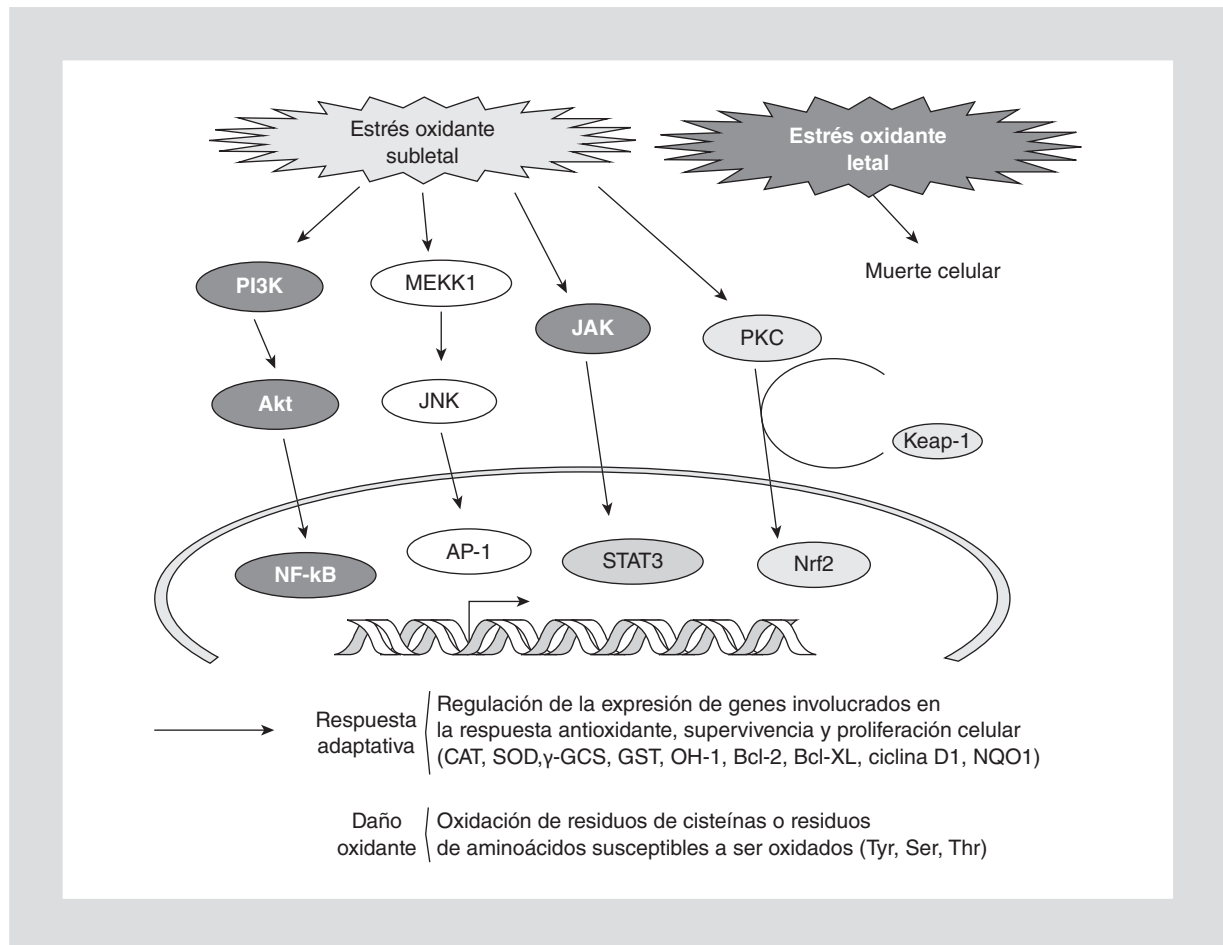 Estrés oxidante
subletal
Estrés oxidante
letal
Muerte celular
PI3K
MEKK1
JAK
PKC
Akt
JNK
Keap-1
NF-kB
AP-1
STAT3
Nrf2
Respuesta
adaptativa
Regulación de la expresión de genes involucrados en
la respuesta antioxidante, supervivencia y proliferación celular
(CAT, SOD,γ-GCS, GST, OH-1, Bcl-2, Bcl-XL, ciclina D1, NQO1)
Daño
oxidante
Oxidación de residuos de cisteínas o residuos
de aminoácidos susceptibles a ser oxidados (Tyr, Ser, Thr)